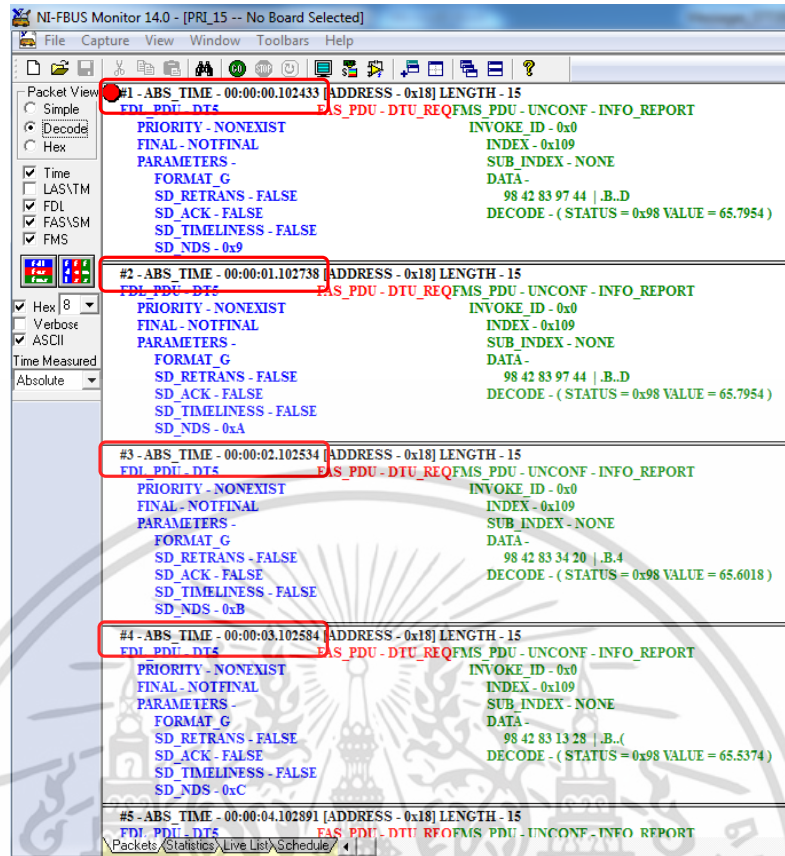 NI-FBUS Monitor 14.0 - [PRI_15 -- No Board Selected]
File Capture View Window Toolbars Help
Packet View
Simple
Decode
Hex
Time
LAS\TM
FDL
FAS\SM
FMS
Hex 8
Verbose
ASCII
Time Measured
Absolute
#1 - ABS_TIME - 00:00:00.102433 [ADDRESS - 0x18] LENGTH - 15
FDL_PDU - DT5 FAS_PDU - DTU_REQ FMS_PDU - UNCONF - INFO_REPORT
PRIORITY - NONEXIST INVOKE_ID - 0x0
FINAL - NOTFINAL INDEX - 0x109
PARAMETERS - SUB_INDEX - NONE
FORMAT_G DATA -
SD_RETRANS - FALSE 98 42 83 97 44 | .B..D
SD_ACK - FALSE DECODE - ( STATUS = 0x98 VALUE = 65.7954 )
SD_TIMELINESS - FALSE
SD_NDS - 0x9
#2 - ABS_TIME - 00:00:01.102738 [ADDRESS - 0x18] LENGTH - 15
FDL_PDU - DT5 FAS_PDU - DTU_REQ FMS_PDU - UNCONF - INFO_REPORT
PRIORITY - NONEXIST INVOKE_ID - 0x0
FINAL - NOTFINAL INDEX - 0x109
PARAMETERS - SUB_INDEX - NONE
FORMAT_G DATA -
SD_RETRANS - FALSE 98 42 83 97 44 | .B..D
SD_ACK - FALSE DECODE - ( STATUS = 0x98 VALUE = 65.7954 )
SD_TIMELINESS - FALSE
SD_NDS - 0xA
#3 - ABS_TIME - 00:00:02.102534 [ADDRESS - 0x18] LENGTH - 15
FDL_PDU - DT5 FAS_PDU - DTU_REQ FMS_PDU - UNCONF - INFO_REPORT
PRIORITY - NONEXIST INVOKE_ID - 0x0
FINAL - NOTFINAL INDEX - 0x109
PARAMETERS - SUB_INDEX - NONE
FORMAT_G DATA -
SD_RETRANS - FALSE 98 42 83 34 20 | .B.4
SD_ACK - FALSE DECODE - ( STATUS = 0x98 VALUE = 65.6018 )
SD_TIMELINESS - FALSE
SD_NDS - 0xB
#4 - ABS_TIME - 00:00:03.102584 [ADDRESS - 0x18] LENGTH - 15
FDL_PDU - DT5 FAS_PDU - DTU_REQ FMS_PDU - UNCONF - INFO_REPORT
PRIORITY - NONEXIST INVOKE_ID - 0x0
FINAL - NOTFINAL INDEX - 0x109
PARAMETERS - SUB_INDEX - NONE
FORMAT_G DATA -
SD_RETRANS - FALSE 98 42 83 13 28 | .B..(
SD_ACK - FALSE DECODE - ( STATUS = 0x98 VALUE = 65.5374 )
SD_TIMELINESS - FALSE
SD_NDS - 0xC
#5 - ABS_TIME - 00:00:04.102891 [ADDRESS - 0x18] LENGTH - 15
FDL_PDU - DT5 FAS_PDU - DTU_REQ FMS_PDU - UNCONF - INFO_REPORT
Packets Statistics Live List Schedule